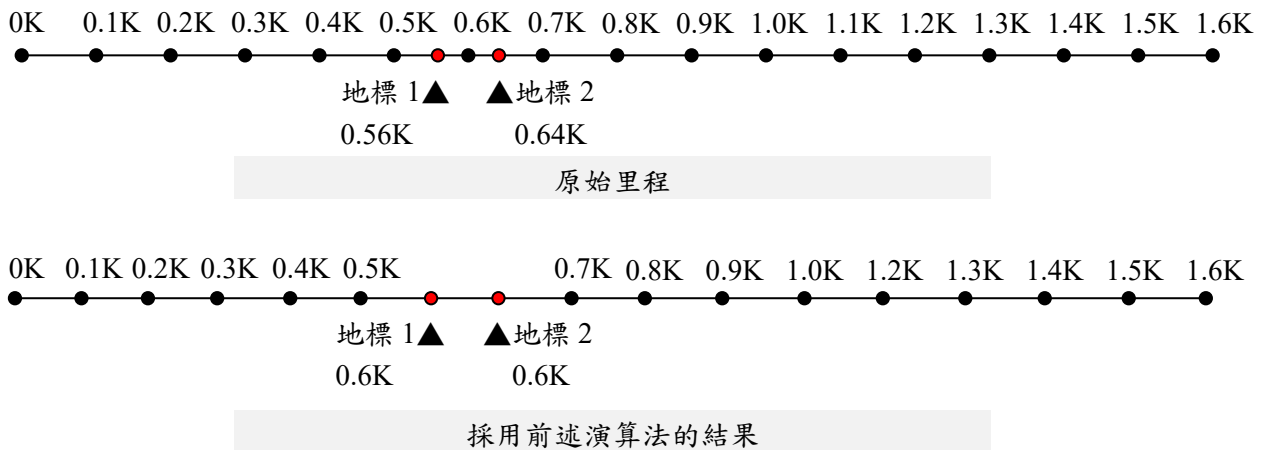 0K 0.1K 0.2K 0.3K 0.4K 0.5K 0.6K 0.7K 0.8K 0.9K 1.0K 1.1K 1.2K 1.3K 1.4K 1.5K 1.6K
地標 1▲ ▲地標 2
0.56K 0.64K
原始里程
0K 0.1K 0.2K 0.3K 0.4K 0.5K 0.7K 0.8K 0.9K 1.0K 1.2K 1.3K 1.4K 1.5K 1.6K
地標 1▲ ▲地標 2
0.6K 0.6K
採用前述演算法的結果